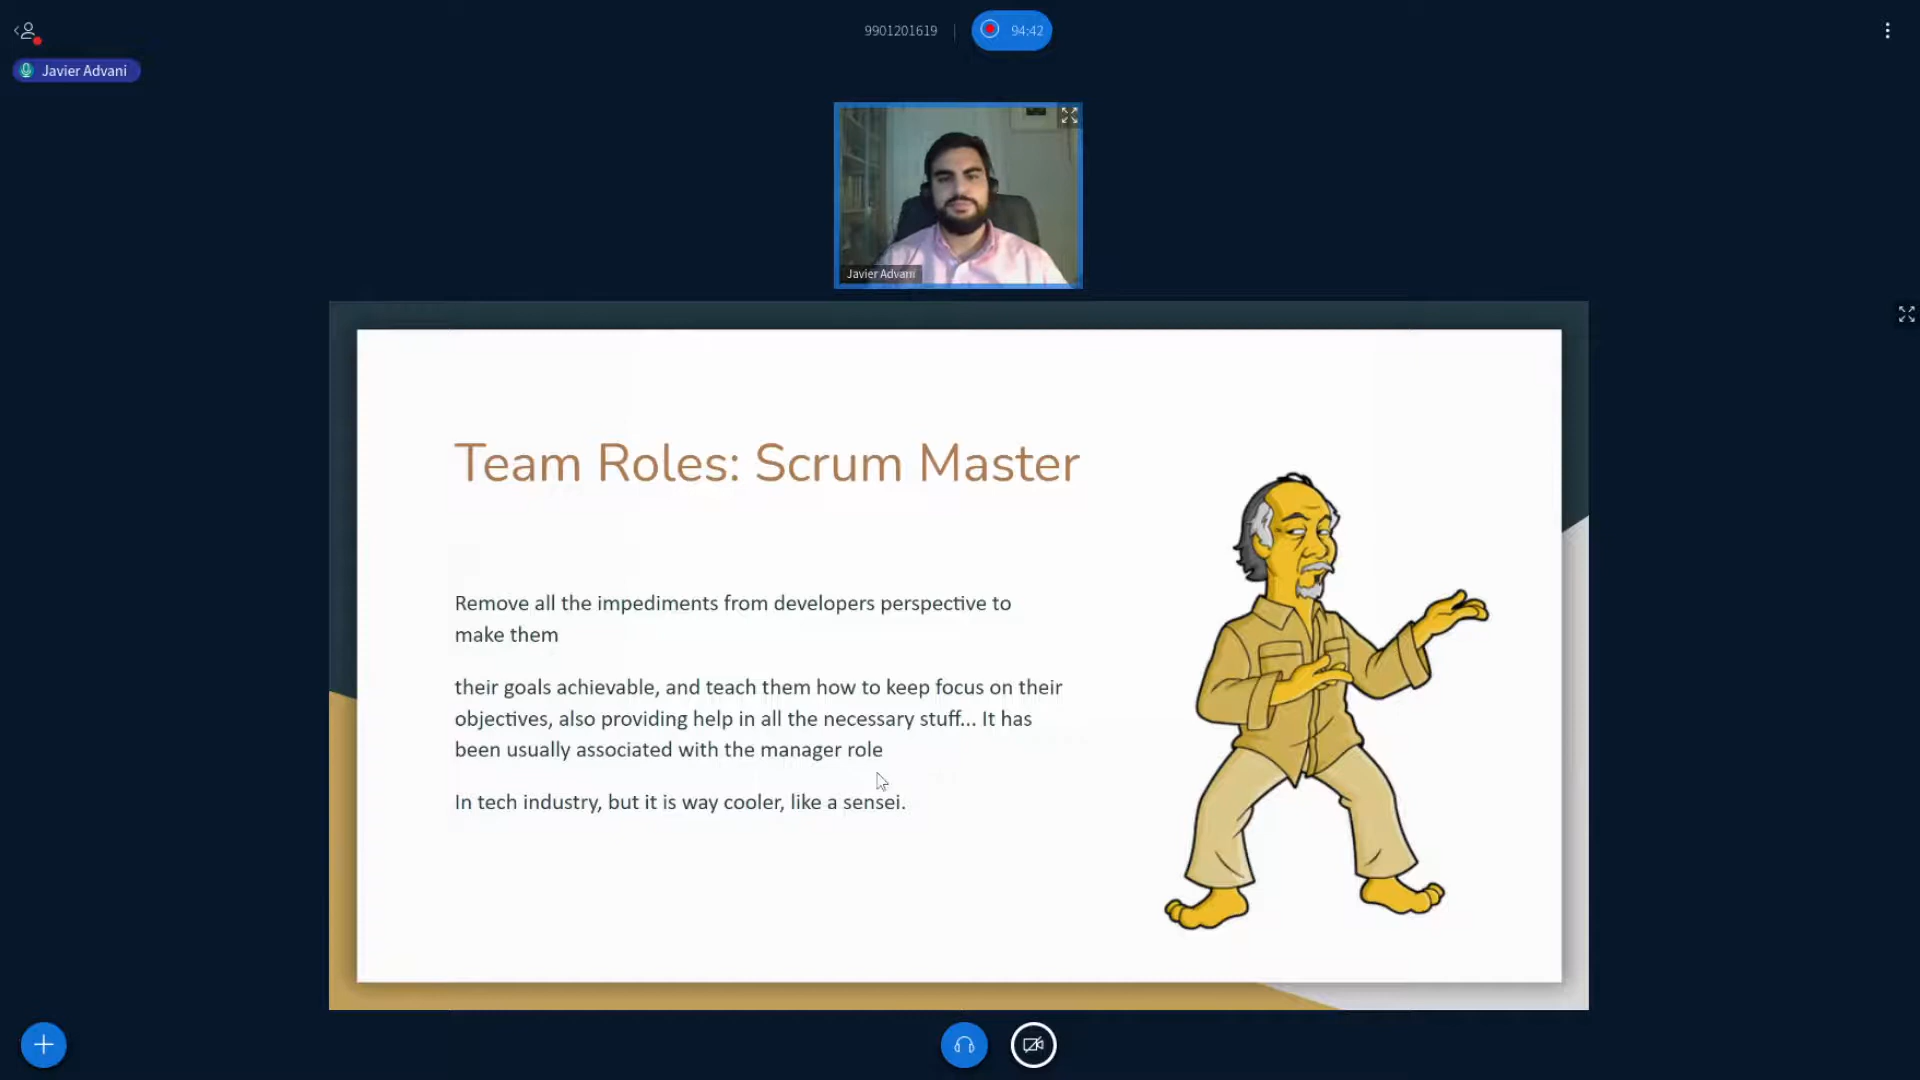 9901201619
94:42
Javier Advani
Javier Advani
Team Roles: Scrum Master
Remove all the impediments from developers perspective to
make them
their goals achievable, and teach them how to keep focus on their
objectives, also providing help in all the necessary stuff... It has
been usually associated with the manager role
In tech industry, but it is way cooler, like a sensei.